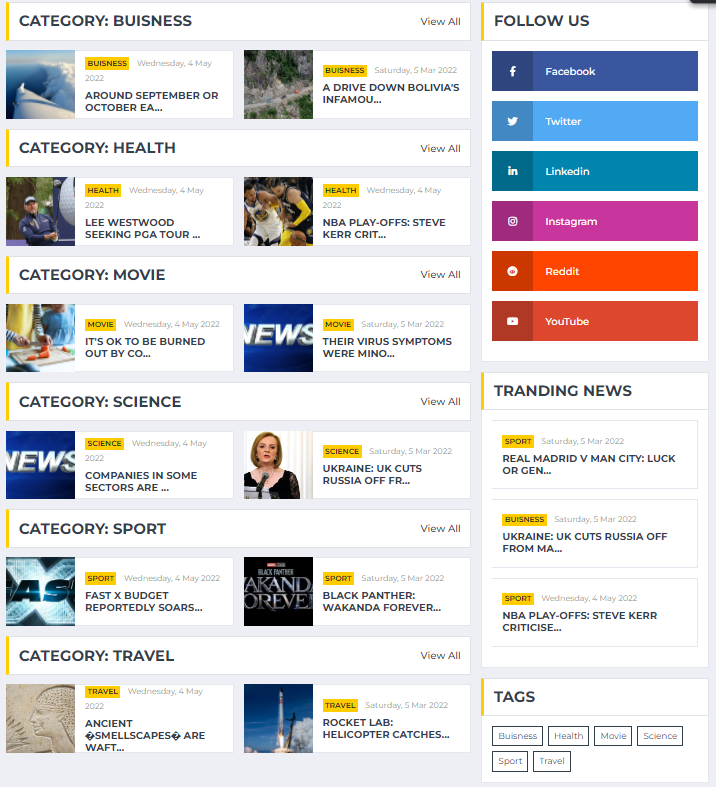 CATEGORY: BUISNESS
View All
BUISNESS Wednesday, 4 May
2022
AROUND SEPTEMBER OR
OCTOBER EA...
BUISNESS Saturday, 5 Mar 2022
A DRIVE DOWN BOLIVIA'S
INFAMOU...
CATEGORY: HEALTH
View All
HEALTH Wednesday, 4 May
2022
LEE WESTWOOD
SEEKING PGA TOUR ...
HEALTH Wednesday, 4 May
2022
NBA PLAY-OFFS: STEVE
KERR CRIT...
CATEGORY: MOVIE
View All
MOVIE Wednesday, 4 May 2022
IT'S OK TO BE BURNED
OUT BY CO...
NEWS
MOVIE Saturday, 5 Mar 2022
THEIR VIRUS SYMPTOMS
WERE MINO...
CATEGORY: SCIENCE
View All
NEWS
SCIENCE Wednesday, 4 May
2022
COMPANIES IN SOME
SECTORS ARE ...
SCIENCE Saturday, 5 Mar 2022
UKRAINE: UK CUTS
RUSSIA OFF FR...
CATEGORY: SPORT
View All
SPORT Wednesday, 4 May 2022
FAST X BUDGET
REPORTEDLY SOARS...
BLACK PANTHER
WAKANDA
FOREVER
SPORT Saturday, 5 Mar 2022
BLACK PANTHER:
WAKANDA FOREVER...
CATEGORY: TRAVEL
View All
TRAVEL Wednesday, 4 May
2022
ANCIENT
�SMELLSCAPES� ARE
WAFT...
TRAVEL Saturday, 5 Mar 2022
ROCKET LAB:
HELICOPTER CATCHES...
FOLLOW US
Facebook
Twitter
Linkedin
Instagram
Reddit
YouTube
TRANDING NEWS
SPORT Saturday, 5 Mar 2022
REAL MADRID V MAN CITY: LUCK
OR GEN...
BUISNESS Saturday, 5 Mar 2022
UKRAINE: UK CUTS RUSSIA OFF
FROM MA...
SPORT Wednesday, 4 May 2022
NBA PLAY-OFFS: STEVE KERR
CRITICISE...
TAGS
Buisness Health Movie Science
Sport Travel